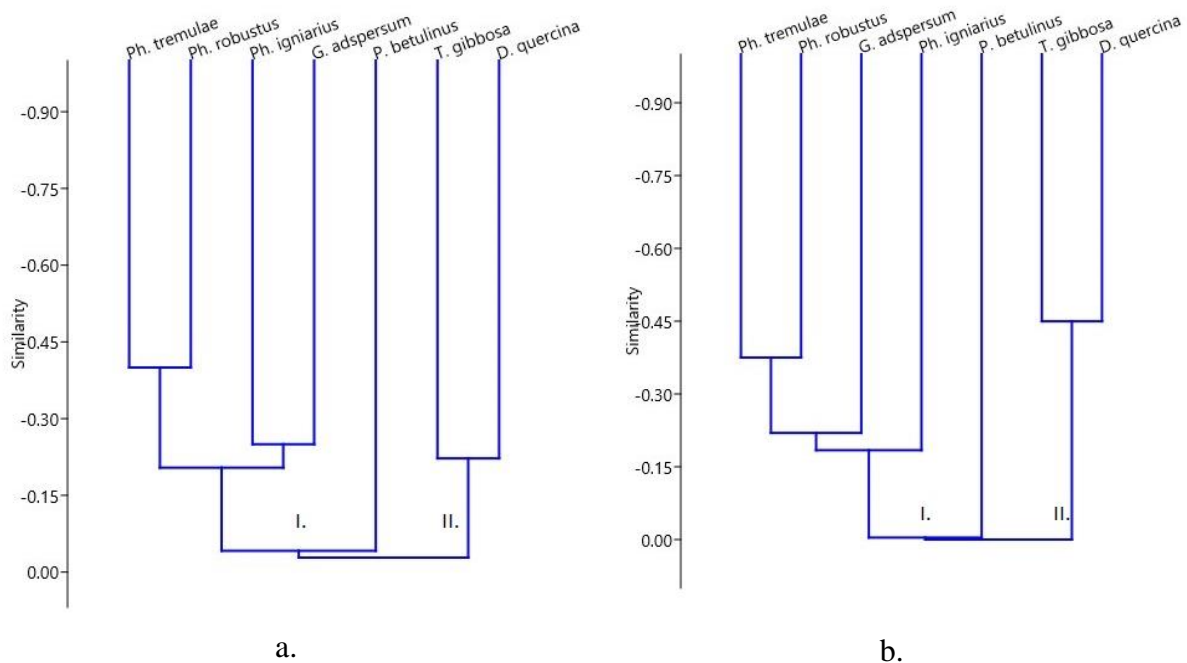 Ph. tremulae
Ph. robustus
Ph. igniarius
G. adspersum
P. betulinus
T. gibbosa
D. quercina
-0.90
-0.75
-0.60
-0.45
-0.30
-0.15
0.00
Similarity
I.
II.
a.
Ph. tremulae
Ph. robustus
G. adspersum
Ph. igniarius
P. betulinus
T. gibbosa
D. quercina
-0.90
-0.75
-0.60
-0.45
-0.30
-0.15
0.00
Similarity
I.
II.
b.